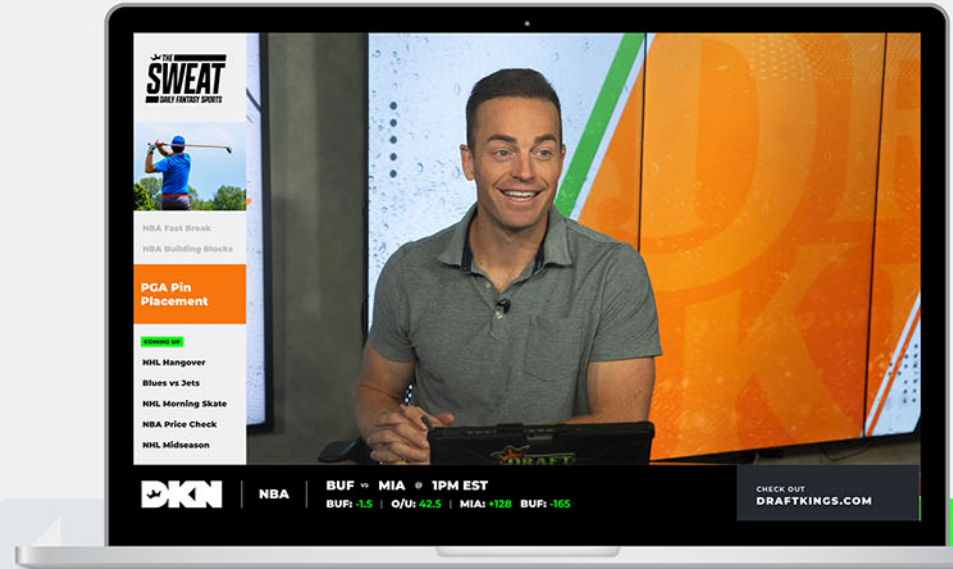 THE
SWEAT
DAILY FANTASY SPORTS
NBA Fast Break
NBA Building Blocks
PGA Pin
Placement
COMING UP
NHL Hangover
Blues vs Jets
NHL Morning Skate
NBA Price Check
NHL Midseason
DRAFT
DKN
NBA
BUF vs MIA @ 1PM EST
BUF: -1.5 | O/U: 42.5 | MIA: +128 BUF: -165
CHECK OUT
DRAFTKINGS.COM